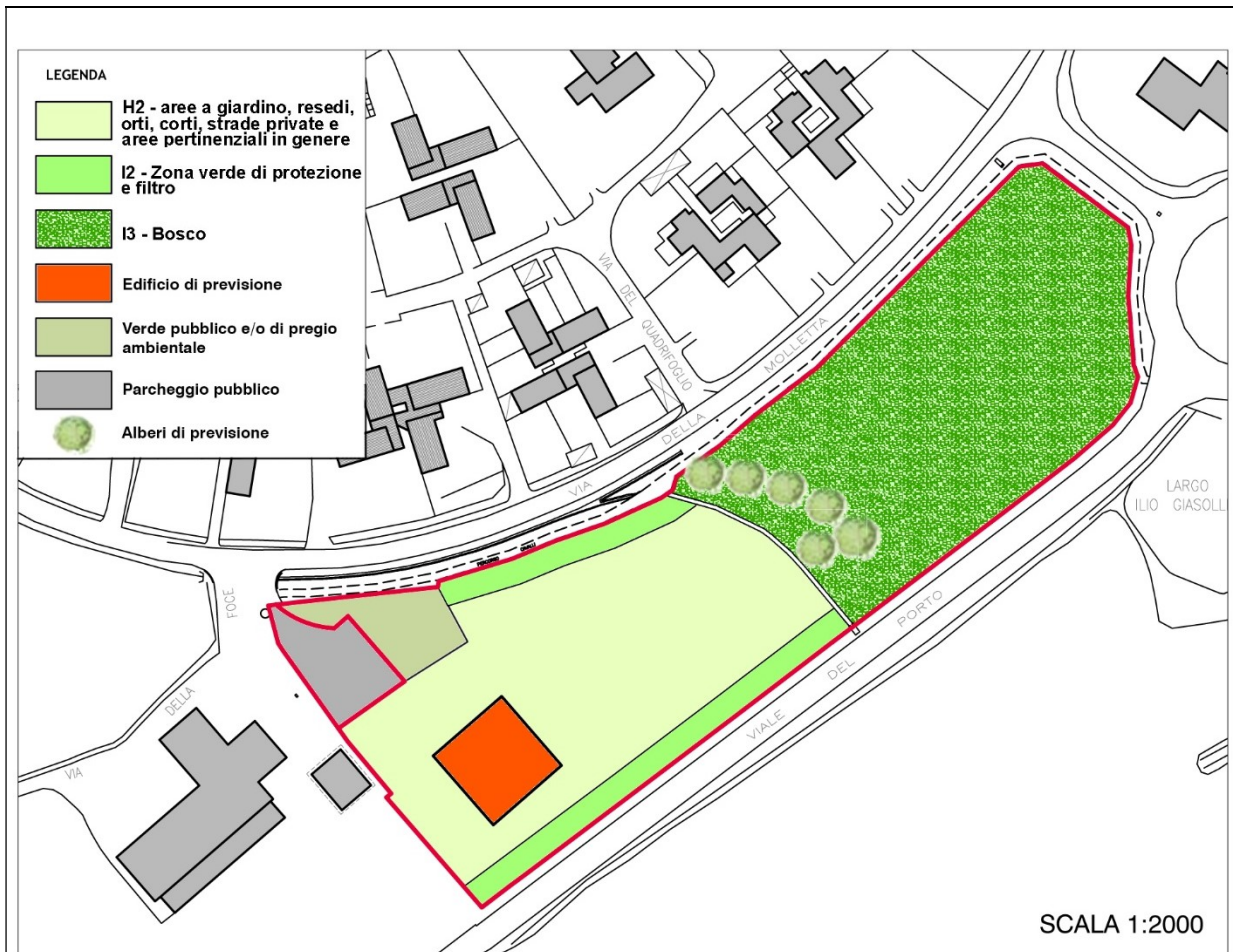 LEGENDA
H2 - aree a giardino, resedi,
orti, corti, strade private e
aree pertinenziali in genere
I2 - Zona verde di protezione
e filtro
I3 - Bosco
Edificio di previsione
Verde pubblico e/o di pregio
ambientale
Parcheggio pubblico
Alberi di previsione
VIA
DEL
QUADRIFOGLIO
VIA
DELLA
MOLLETTA
LARGO
ILIO GIASOLLI
PERCORSO
FOCE
DELLA
VIA
VIALE
DEL
PORTO
SCALA 1:2000